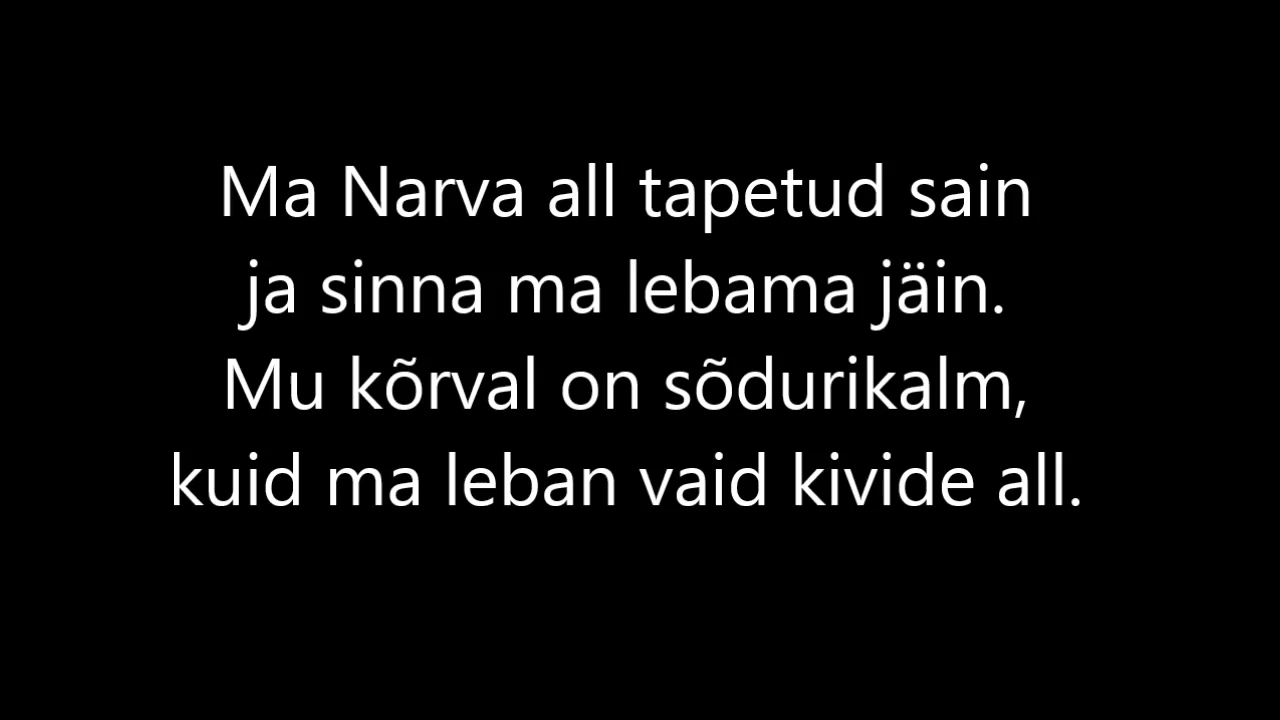 Ma Narva all tapetud sain
ja sinna ma lebama jäin.
Mu kõrval on sõdurikalm,
kuid ma leban vaid kivide all.